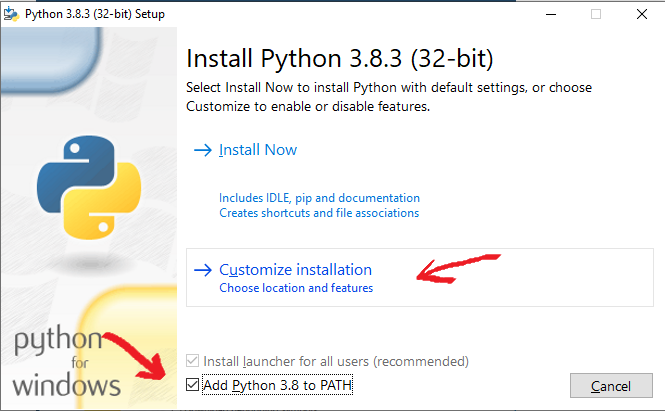 Python 3.8.3 (32-bit) Setup
Install Python 3.8.3 (32-bit)
Select Install Now to install Python with default settings, or choose
Customize to enable or disable features.
Install Now
Includes IDLE, pip and documentation
Creates shortcuts and file associations
Customize installation
Choose location and features
python
for
windows
Install launcher for all users (recommended)
Add Python 3.8 to PATH
Cancel